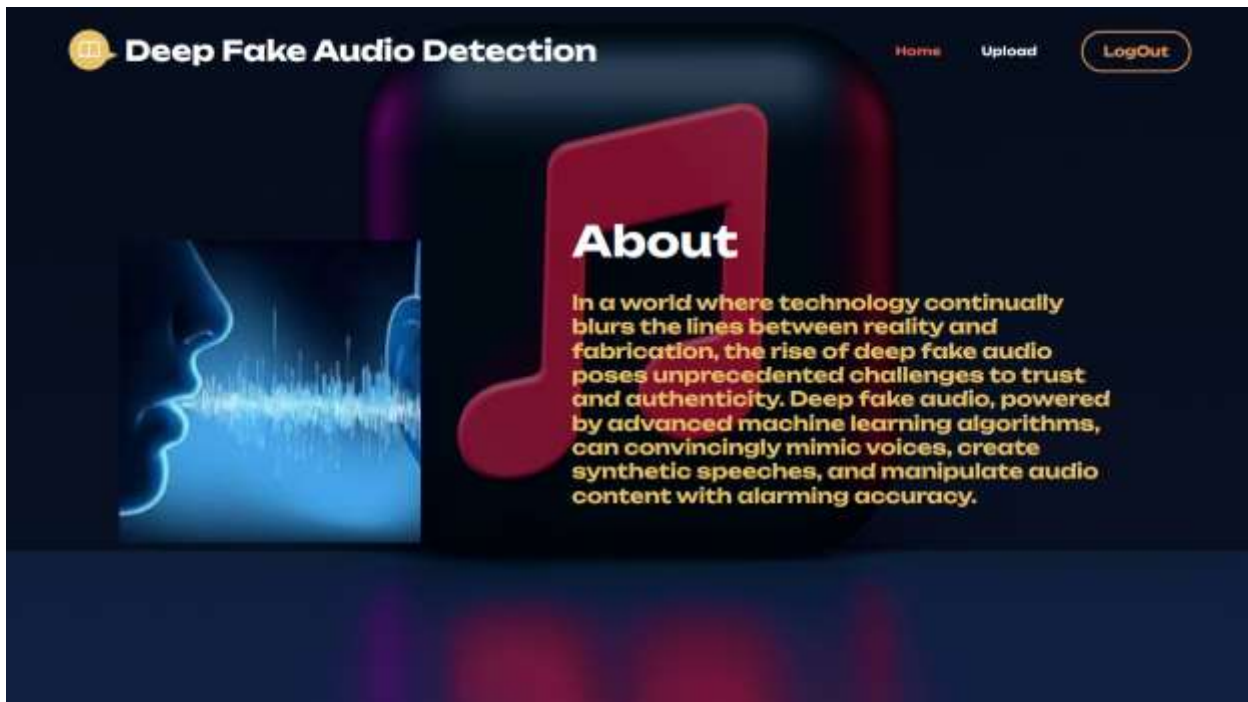 Deep Fake Audio Detection
Home
Upload
LogOut
About
In a world where technology continually
blurs the lines between reality and
fabrication, the rise of deep fake audio
poses unprecedented challenges to trust
and authenticity. Deep fake audio, powered
by advanced machine learning algorithms,
can convincingly mimic voices, create
synthetic speeches, and manipulate audio
content with alarming accuracy.